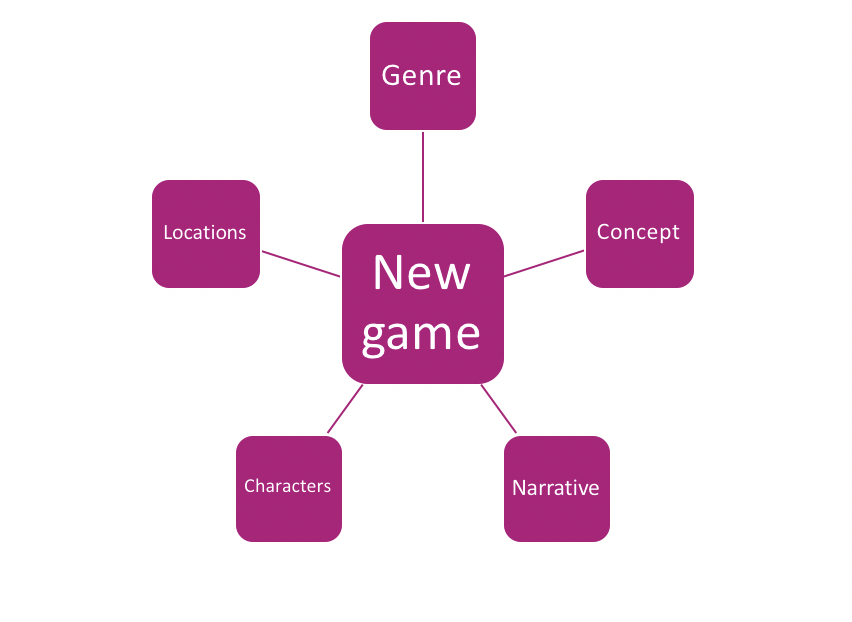 Genre
Locations
Concept
New
game
Characters
Narrative